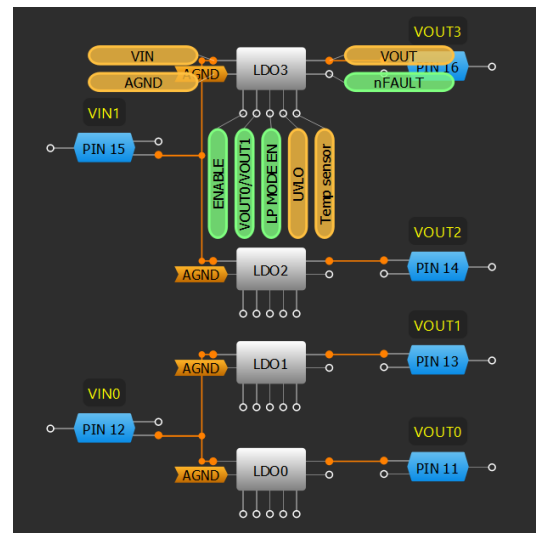 VOUT3
VIN
LDO3
VOUT
AGND
AGND
PIN 16
nFAULT
VIN1
PIN 15
ENABLE
VOUT0/VOUT1
LP MODE EN
UVLO
Temp sensor
VOUT2
LDO2
PIN 14
AGND
VOUT1
LDO1
PIN 13
AGND
VIN0
PIN 12
VOUT0
LDO0
PIN 11
AGND